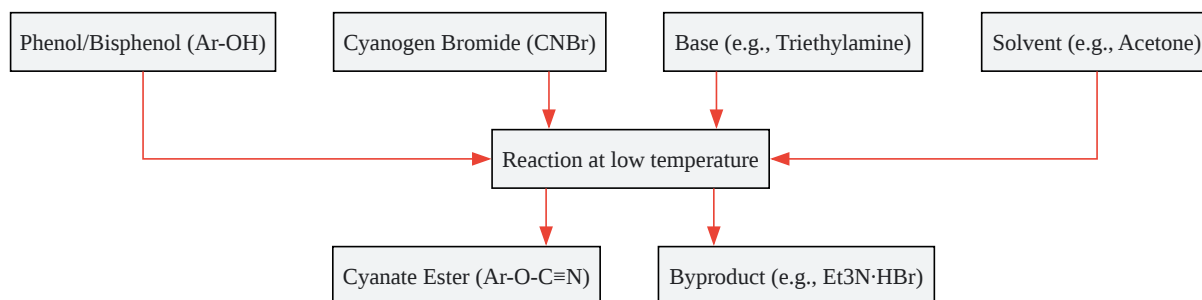 Phenol/Bisphenol (Ar-OH)
Cyanogen Bromide (CNBr)
Base (e.g., Triethylamine)
Solvent (e.g., Acetone)
Reaction at low temperature
Cyanate Ester (Ar-O-C≡N)
Byproduct (e.g., Et3N·HBr)